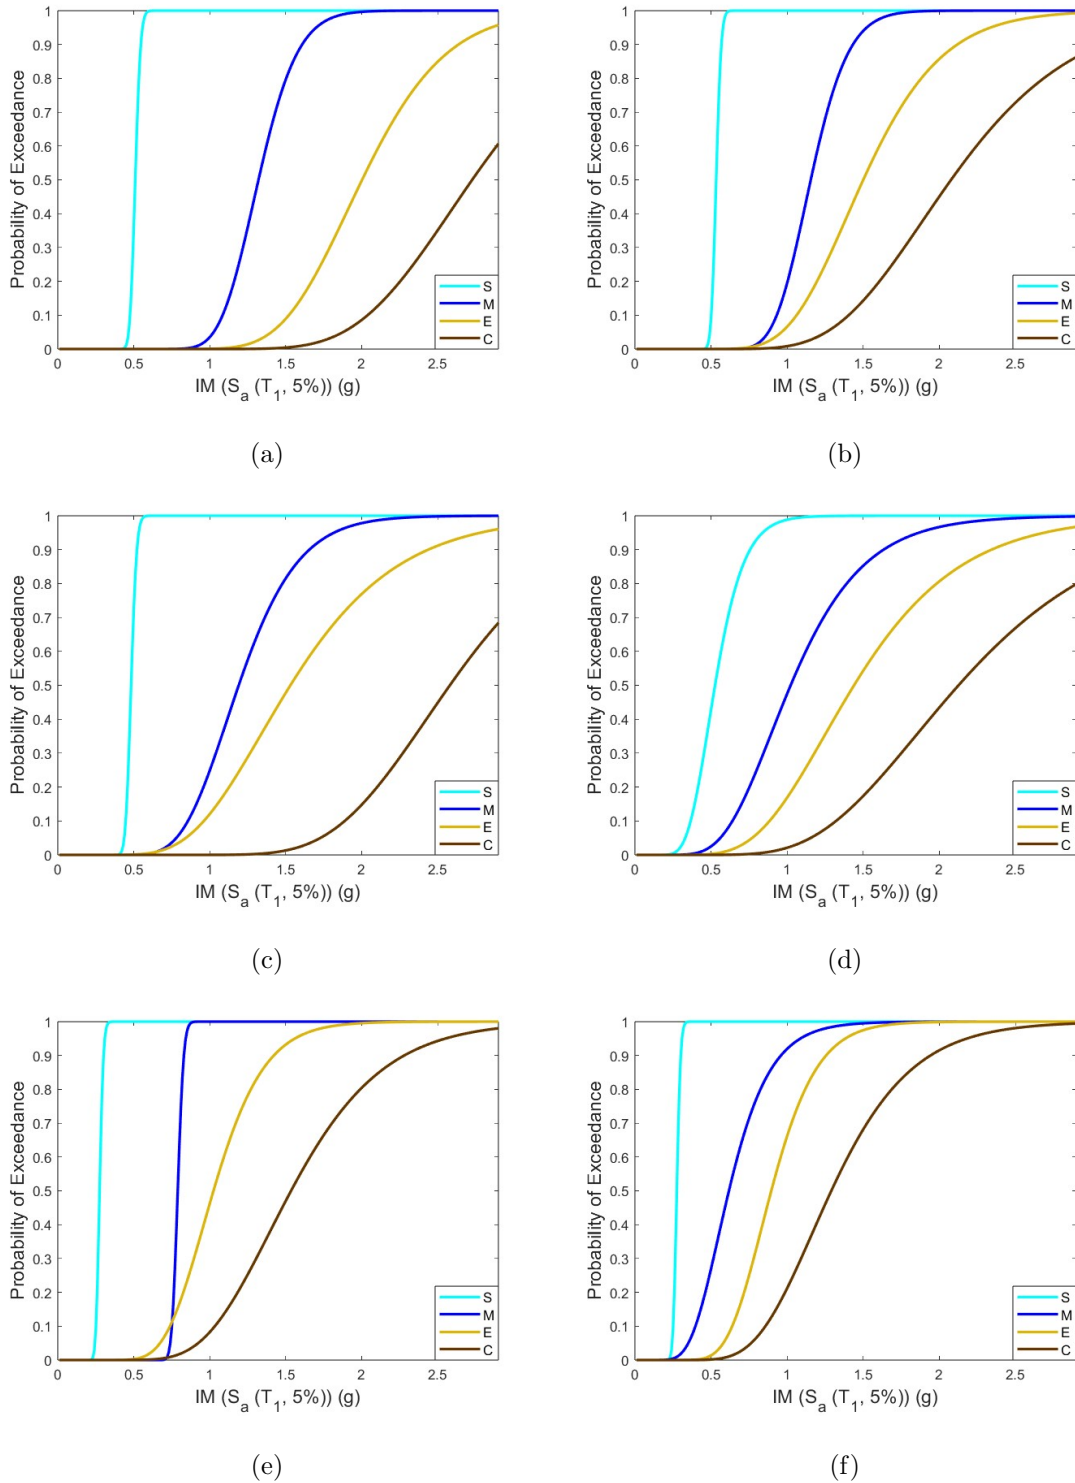 1
0.9
0.8
0.7
0.6
0.5
0.4
0.3
0.2
0.1
0
Probability of Exceedance
S
M
E
C
0 0.5 1 1.5 2 2.5
IM (Sa (T1, 5%)) (g)
(a)
1
0.9
0.8
0.7
0.6
0.5
0.4
0.3
0.2
0.1
0
Probability of Exceedance
S
M
E
C
0 0.5 1 1.5 2 2.5
IM (Sa (T1, 5%)) (g)
(b)
1
0.9
0.8
0.7
0.6
0.5
0.4
0.3
0.2
0.1
0
Probability of Exceedance
S
M
E
C
0 0.5 1 1.5 2 2.5
IM (Sa (T1, 5%)) (g)
(c)
1
0.9
0.8
0.7
0.6
0.5
0.4
0.3
0.2
0.1
0
Probability of Exceedance
S
M
E
C
0 0.5 1 1.5 2 2.5
IM (Sa (T1, 5%)) (g)
(d)
1
0.9
0.8
0.7
0.6
0.5
0.4
0.3
0.2
0.1
0
Probability of Exceedance
S
M
E
C
0 0.5 1 1.5 2 2.5
IM (Sa (T1, 5%)) (g)
(e)
1
0.9
0.8
0.7
0.6
0.5
0.4
0.3
0.2
0.1
0
Probability of Exceedance
S
M
E
C
0 0.5 1 1.5 2 2.5
IM (Sa (T1, 5%)) (g)
(f)